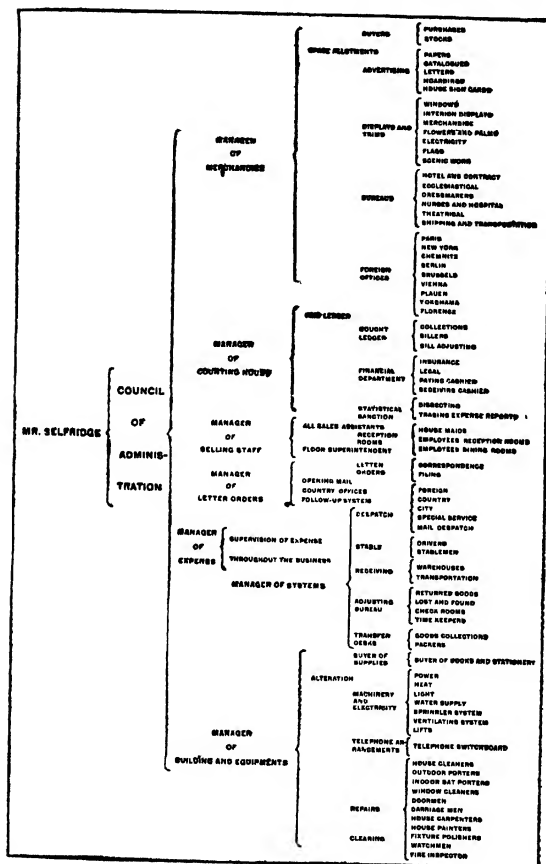 BUYERS
PURCHASES
STOCKS
SPACE ALLOTMENTS
ADVERTISING
PAPERS
CATALOGUES
LETTERS
HOARDINGS
HOUSE SIGN CARDS
DISPLAYS AND
TRIMS
WINDOWS
INTERIOR DISPLAYS
MERCHANDISE
FLOWERS AND PALMS
ELECTRICITY
FLAGS
SCENIC WORK
MANAGER
OF
MERCHANDISE
BUREAUS
HOTEL AND CONTRACT
ECCLESIASTICAL
DRESSMAKERS
NURSES AND HOSPITAL
THEATRICAL
SHIPPING AND TRANSPORTATION
FOREIGN
OFFICES
PARIS
NEW YORK
CHEMNITZ
BERLIN
BRUSSELS
VIENNA
PLAUEN
YOKOHAMA
FLORENCE
MANAGER
OF
COUNTING HOUSE
LEDGER
BOUGHT
LEDGER
COLLECTIONS
BILLERS
BILL ADJUSTING
FINANCIAL
DEPARTMENT
INSURANCE
LEGAL
PAYING CASHIER
RECEIVING CASHIER
STATISTICAL
SANCTION
DISSECTING
TRADING EXPENSE REPORTS
MR. SELFRIDGE
COUNCIL
OF
ADMINIS-
TRATION
MANAGER
OF
SELLING STAFF
ALL SALES ASSISTANTS
RECEPTION
ROOMS
FLOOR SUPERINTENDENT
HOUSE MAIDS
EMPLOYEES RECEPTION ROOMS
EMPLOYEES DINING ROOMS
MANAGER
OF
LETTER ORDERS
LETTER
ORDERS
CORRESPONDENCE
FILING
OPENING MAIL
COUNTRY OFFICES
FOLLOW-UP SYSTEM
MANAGER
OF
EXPENSE
SUPERVISION OF EXPENSE
THROUGHOUT THE BUSINESS
MANAGER OF SYSTEMS
DESPATCH
FOREIGN
COUNTRY
CITY
SPECIAL SERVICE
MAIL DESPATCH
STABLE
DRIVERS
STABLEMEN
RECEIVING
WAREHOUSES
TRANSPORTATION
ADJUSTING
BUREAU
RETURNED GOODS
LOST AND FOUND
CHECK ROOMS
TIME KEEPERS
TRANSFER
DESKS
GOODS COLLECTIONS
PACKERS
MANAGER
OF
BUILDING AND EQUIPMENTS
BUYER OF
SUPPLIES
BUYER OF BOOKS AND STATIONERY
ALTERATION
MACHINERY
AND
ELECTRICITY
POWER
HEAT
LIGHT
WATER SUPPLY
SPRINKLER SYSTEM
VENTILATING SYSTEM
LIFTS
TELEPHONE AR-
RANGEMENTS
TELEPHONE SWITCHBOARD
REPAIRS
CLEANING
HOUSE CLEANERS
OUTDOOR PORTERS
INDOOR DAY PORTERS
WINDOW CLEANERS
DOORMEN
CARRIAGE MEN
HOUSE CARPENTERS
HOUSE PAINTERS
FIXTURE POLISHERS
WATCHMEN
FIRE INSPECTOR